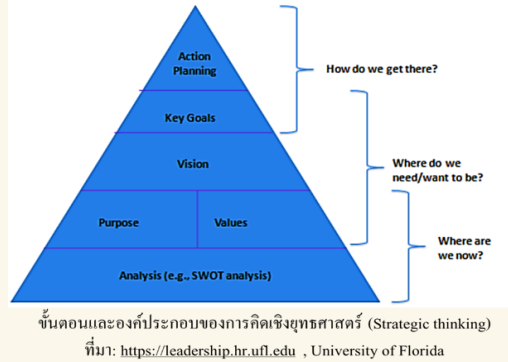 Action
Planning
How do we get there?
Key Goals
Vision
Where do we
need/want to be?
Purpose
Values
Where are
we now?
Analysis (e.g., SWOT analysis)
ขั้นตอนและองค์ประกอบของการคิดเชิงยุทธศาสตร์ (Strategic thinking)
ที่มา: https://leadership.hr.ufl.edu , University of Florida